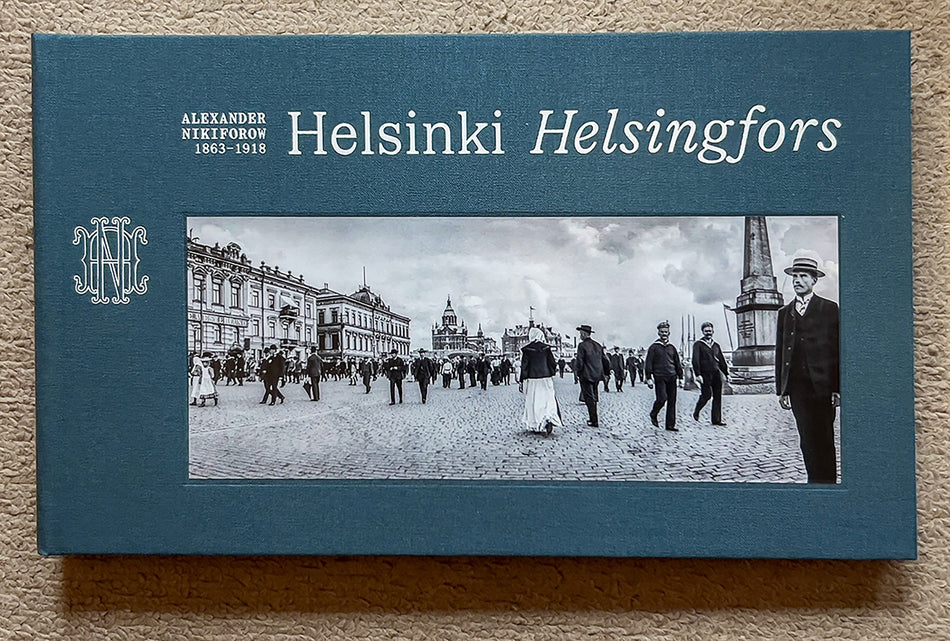 ALEXANDER
NIKIFOROW
1863–1918
Helsinki Helsingfors